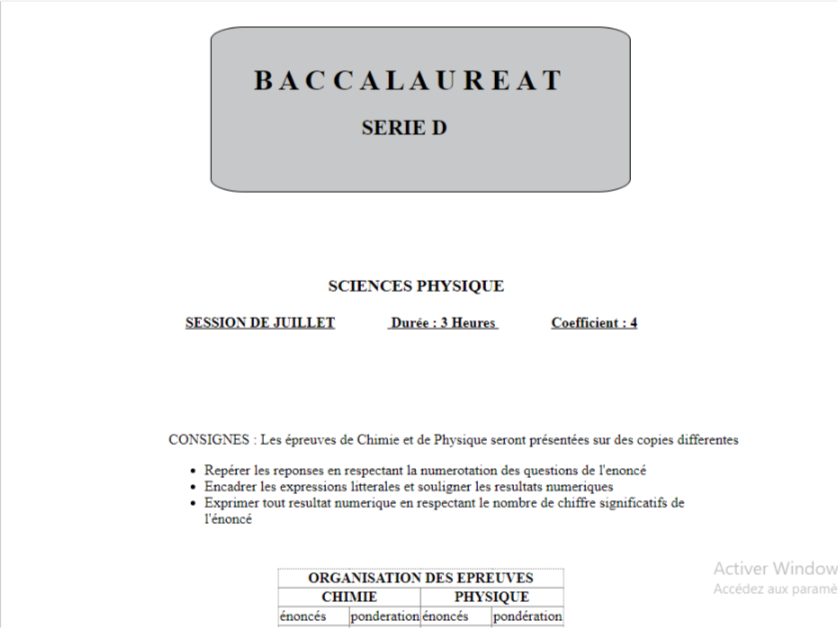 B A C C A L A U R E A T
SERIE D
SCIENCES PHYSIQUE
SESSION DE JUILLET Durée : 3 Heures Coefficient : 4
CONSIGNES : Les épreuves de Chimie et de Physique seront présentées sur des copies differentes
• Repérer les reponses en respectant la numerotation des questions de l'enoncé
• Encadrer les expressions litterales et souligner les resultats numeriques
• Exprimer tout resultat numerique en respectant le nombre de chiffre significatifs de
l'énoncé
ORGANISATION DES EPREUVES
CHIMIE PHYSIQUE
énoncés ponderation énoncés pondération
Activer Window
Accédez aux paramè